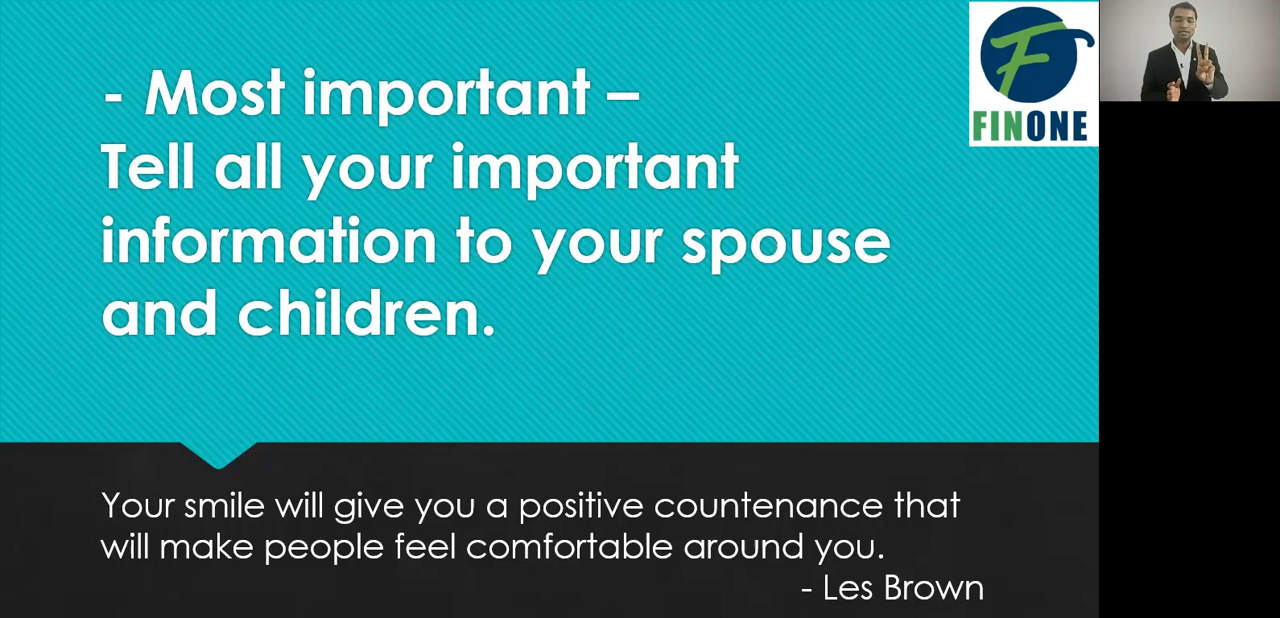 - Most important –
Tell all your important
information to your spouse
and children.
FINONE
Your smile will give you a positive countenance that
will make people feel comfortable around you.
- Les Brown